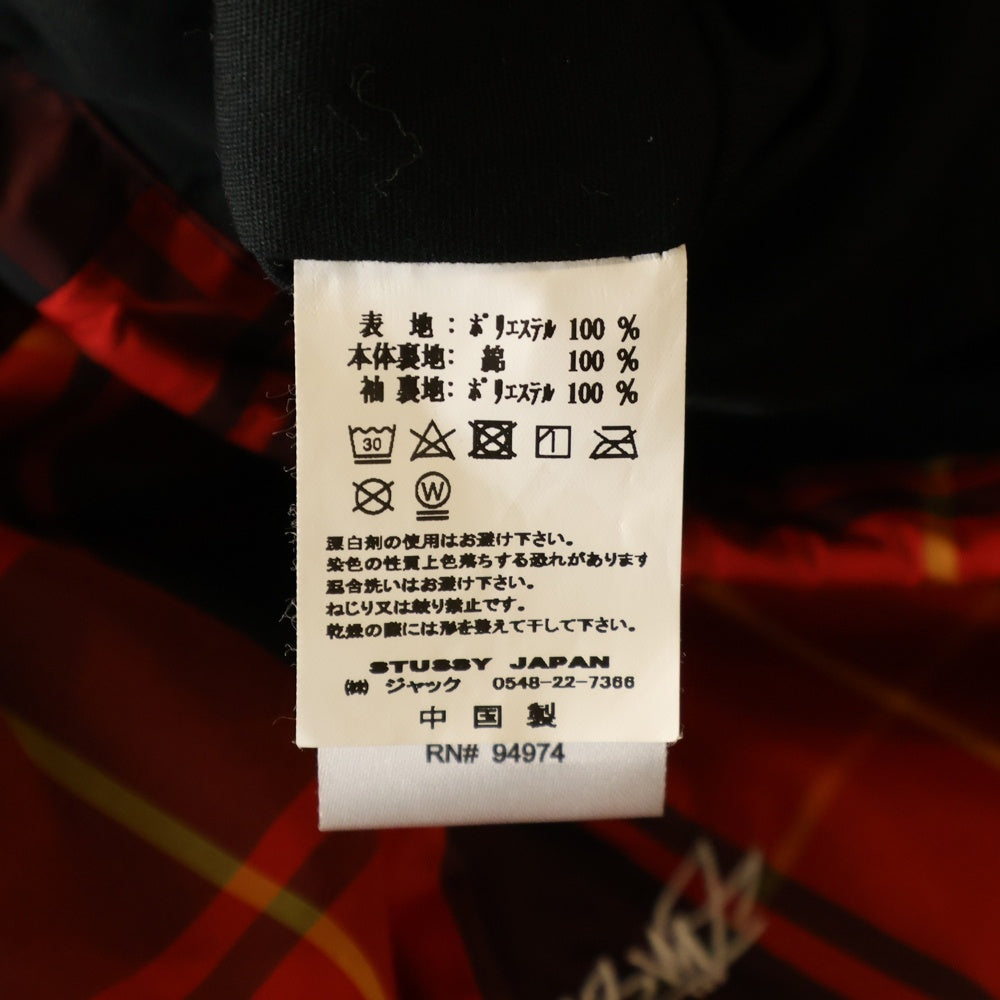 表 地 : ポリエステル 100 %
本体裏地: 綿 100 %
袖 裏地: ポリエステル 100 %
30
W
漂白剤の使用はお避け下さい。
染色の性質上色落ちする恐れがあります
混合洗いはお避け下さい。
ねじり又は絞り禁止です。
乾燥の際には形を整えて干して下さい。
STUSSY JAPAN
㈱ ジャック 0548-22-7366
中 国 製
RN# 94974